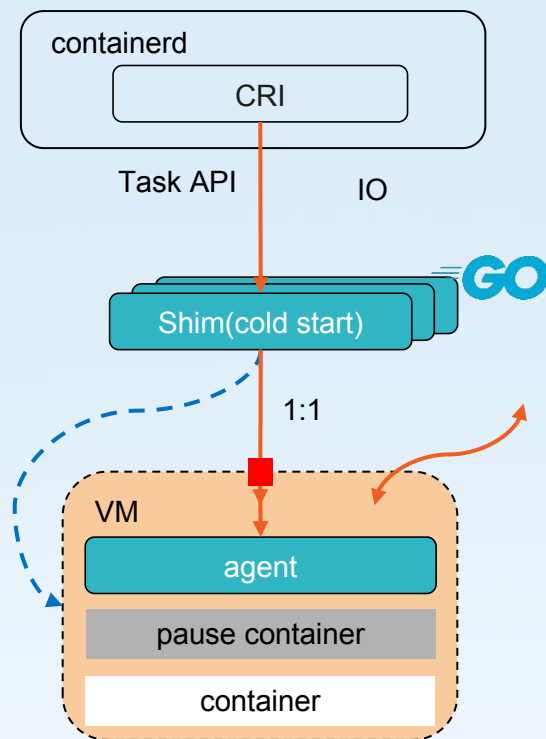 containerd
CRI
Task API
IO
GO
Shim(cold start)
1:1
VM
agent
pause container
container